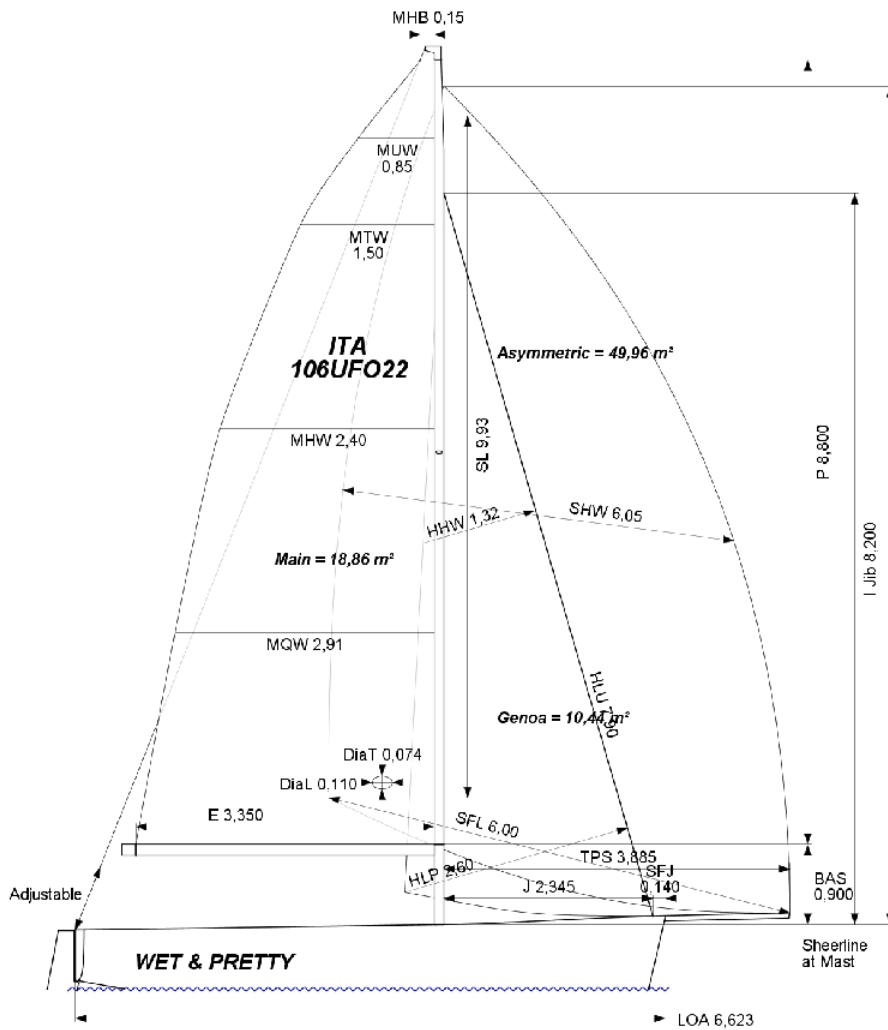 MHB 0,15
MUW
0,85
MTW
1,50
ITA
106UFO22
Asymmetric = 49,96 m²
SL 9,93
P 8,800
MHW 2,40
SHW 6,05
HHW 1,32
I Jib 8,200
Main = 18,86 m²
MQW 2,91
HLU 7,90
Genoa = 10,44 m²
DiaT 0,074
DiaL 0,110
E 3,350
SFL 6,00
TPS 3,885
SFJ
0,140
HLP 2,60
J 2,345
BAS
0,900
Adjustable
Sheerline
at Mast
WET & PRETTY
LOA 6,623